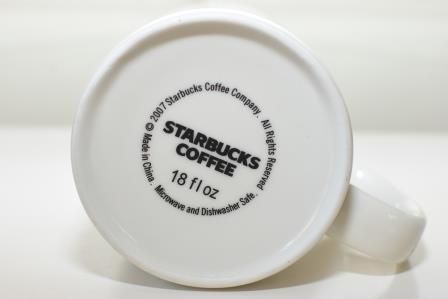 © 2007 Starbucks Coffee Company. All Rights Reserved
STARBUCKS
COFFEE
18 fl oz
Made in China. Microwave and Dishwasher Safe.